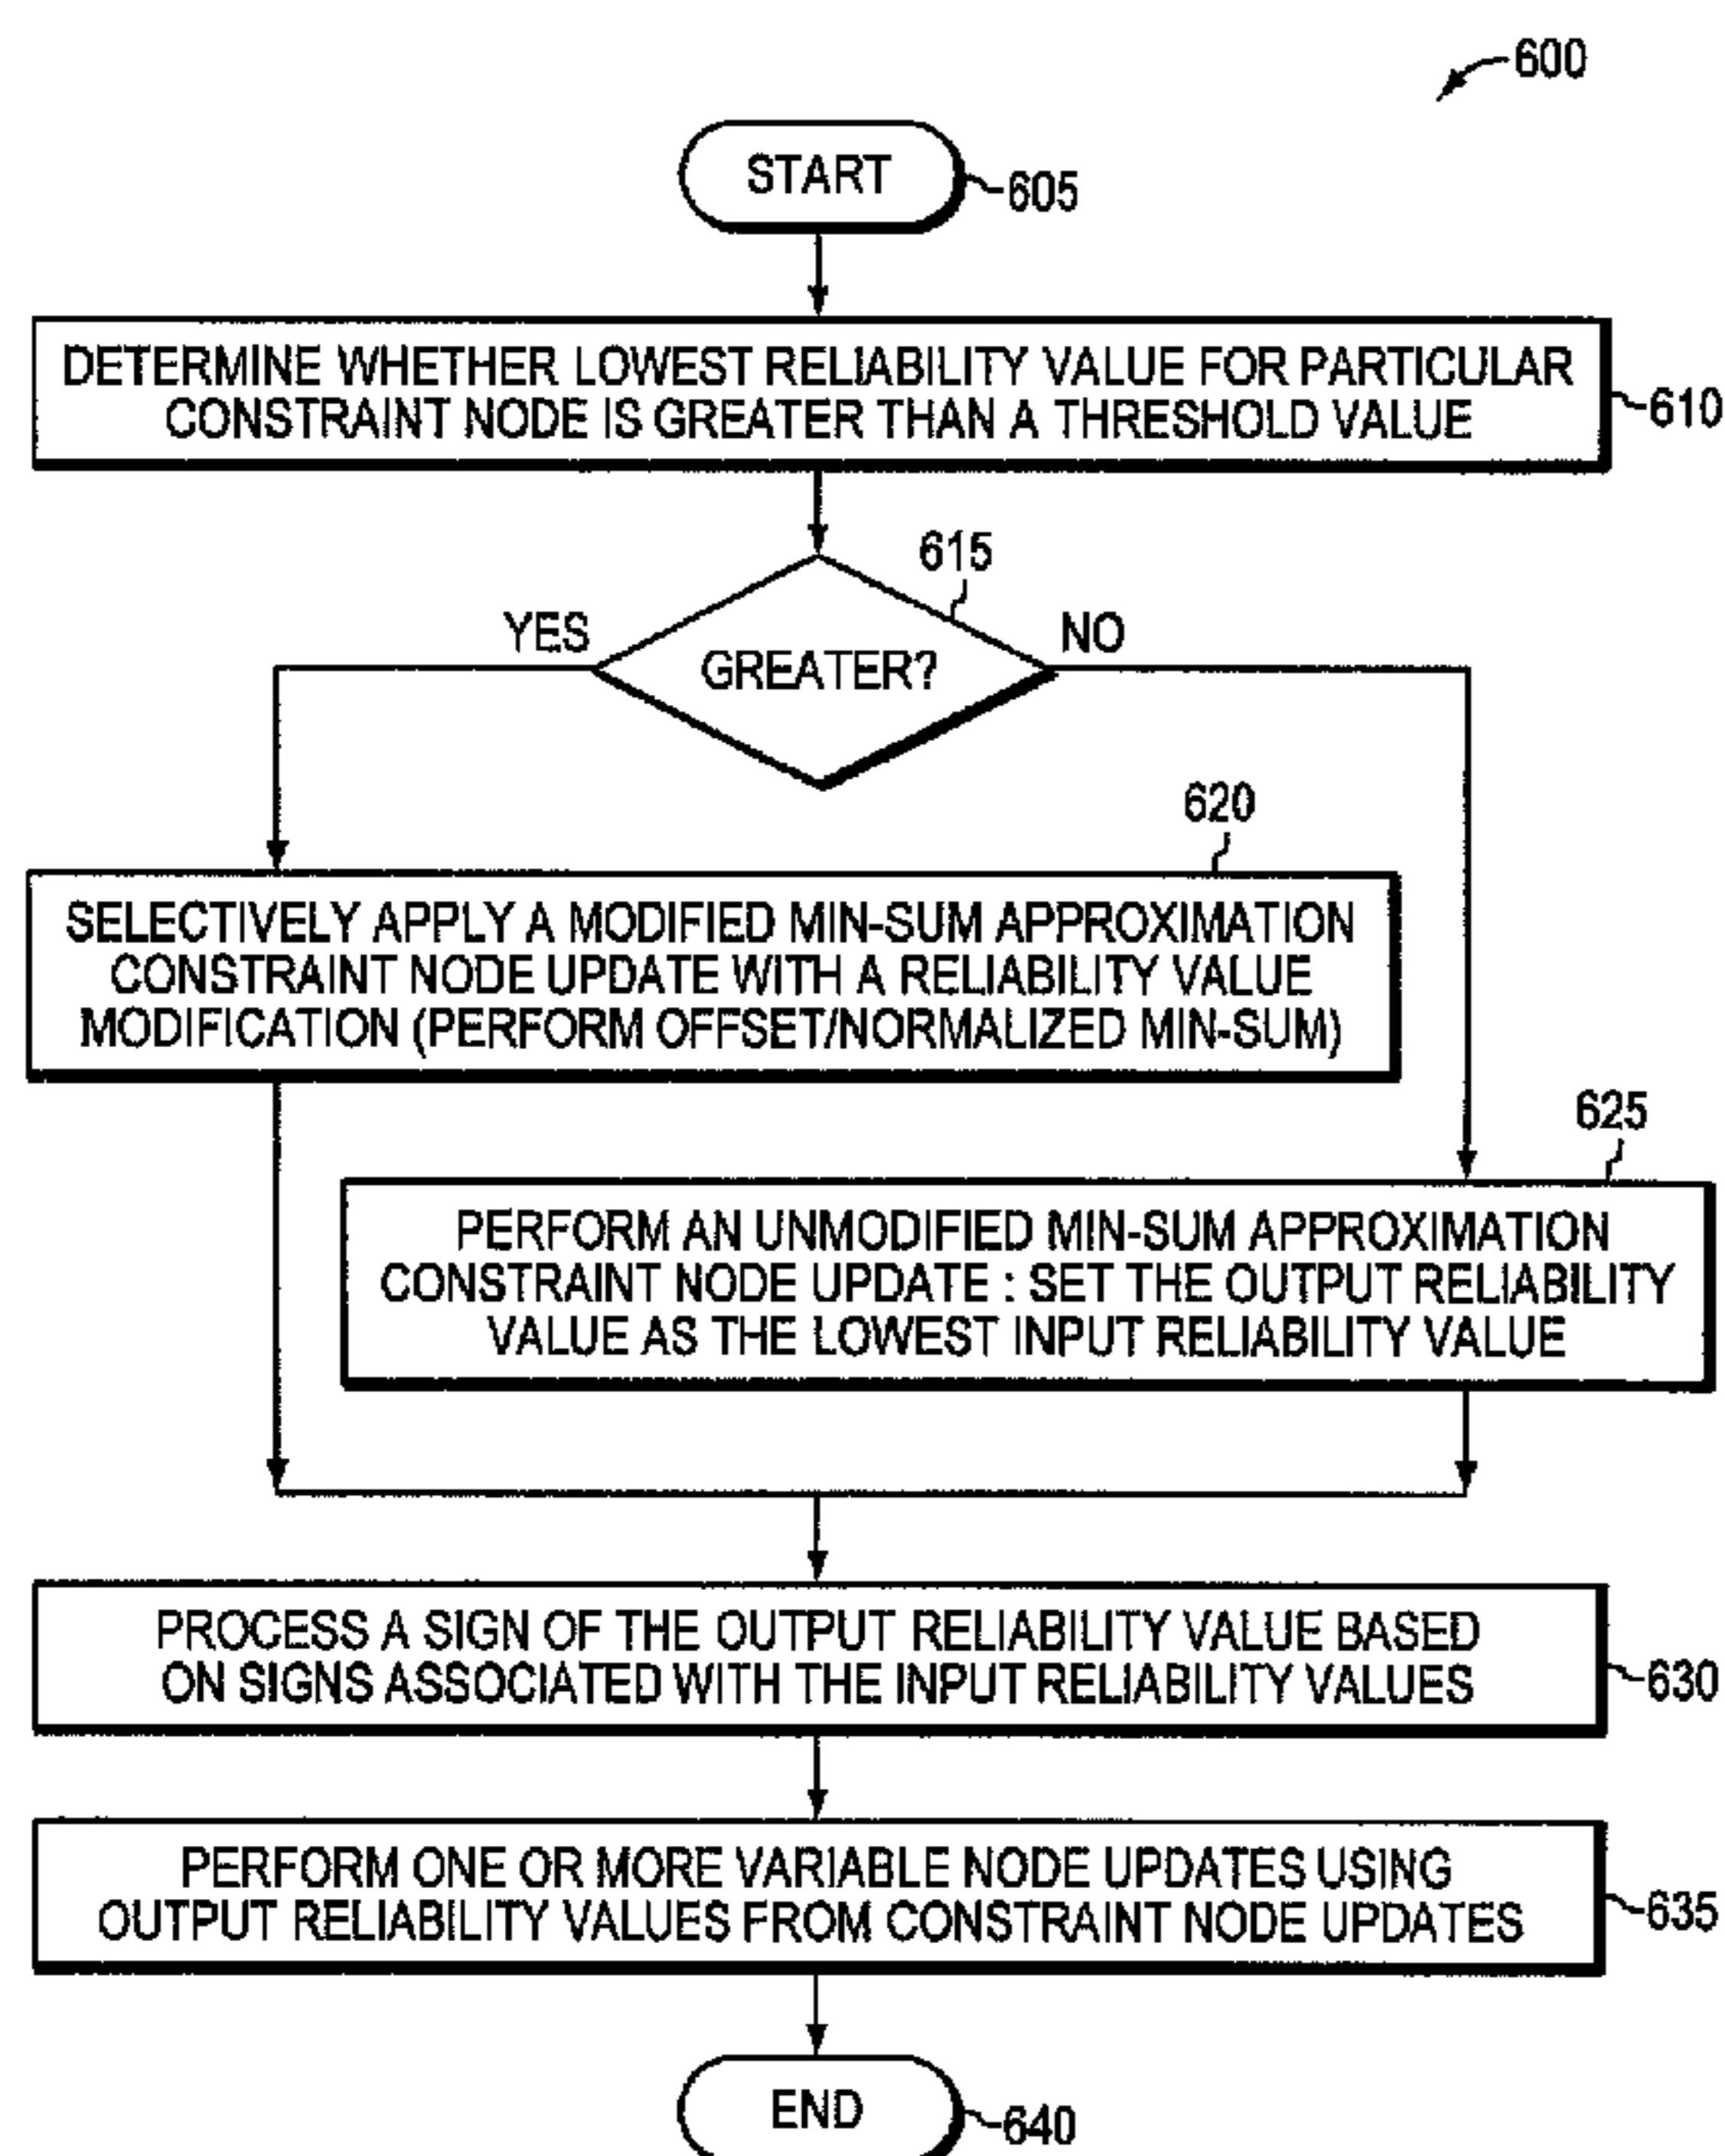 600
START
605
DETERMINE WHETHER LOWEST RELIABILITY VALUE FOR PARTICULAR
CONSTRAINT NODE IS GREATER THAN A THRESHOLD VALUE
610
615
YES
GREATER?
NO
620
SELECTIVELY APPLY A MODIFIED MIN-SUM APPROXIMATION
CONSTRAINT NODE UPDATE WITH A RELIABILITY VALUE
MODIFICATION (PERFORM OFFSET/NORMALIZED MIN-SUM)
625
PERFORM AN UNMODIFIED MIN-SUM APPROXIMATION
CONSTRAINT NODE UPDATE : SET THE OUTPUT RELIABILITY
VALUE AS THE LOWEST INPUT RELIABILITY VALUE
PROCESS A SIGN OF THE OUTPUT RELIABILITY VALUE BASED
ON SIGNS ASSOCIATED WITH THE INPUT RELIABILITY VALUES
630
PERFORM ONE OR MORE VARIABLE NODE UPDATES USING
OUTPUT RELIABILITY VALUES FROM CONSTRAINT NODE UPDATES
635
END
640